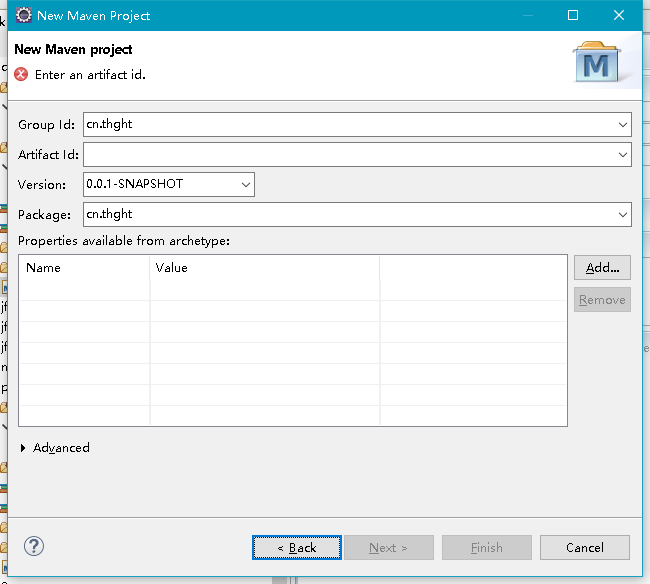 New Maven Project
New Maven project
Enter an artifact id.
M
Group Id: cn.thght
Artifact Id:
Version: 0.0.1-SNAPSHOT
Package: cn.thght
Properties available from archetype:
Name Value
Add...
Remove
Advanced
? < Back Next > Finish Cancel